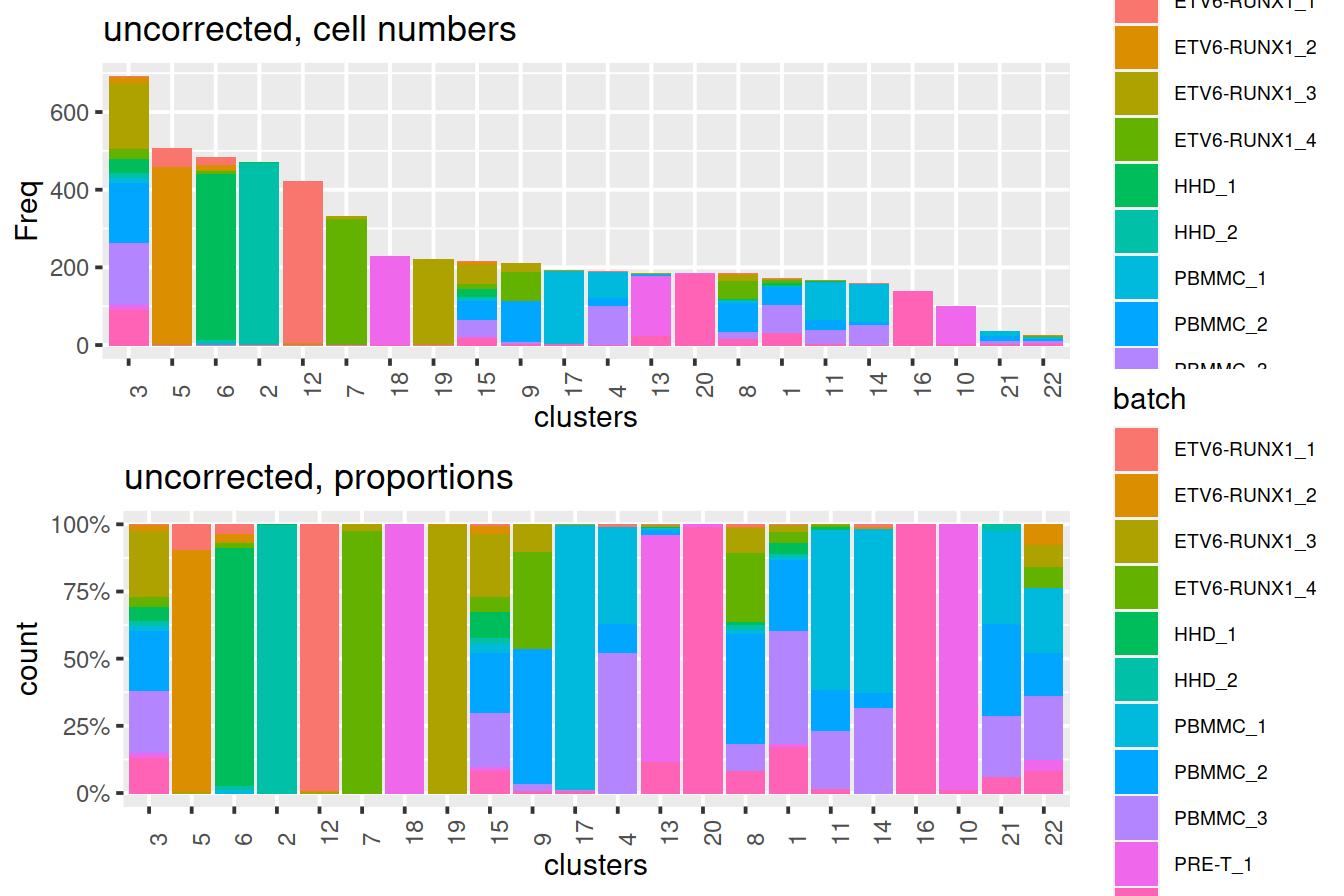 uncorrected, cell numbers
Freq
600
400
200
0
3 5 6 2 12 7 18 19 15 9 17 4 13 20 8 1 11 14 16 10 21 22
clusters
ETV6-RUNX1_1
ETV6-RUNX1_2
ETV6-RUNX1_3
ETV6-RUNX1_4
HHD_1
HHD_2
PBMMC_1
PBMMC_2
PBMMC_3
uncorrected, proportions
count
100%
75%
50%
25%
0%
3 5 6 2 12 7 18 19 15 9 17 4 13 20 8 1 11 14 16 10 21 22
clusters
batch
ETV6-RUNX1_1
ETV6-RUNX1_2
ETV6-RUNX1_3
ETV6-RUNX1_4
HHD_1
HHD_2
PBMMC_1
PBMMC_2
PBMMC_3
PRE-T_1